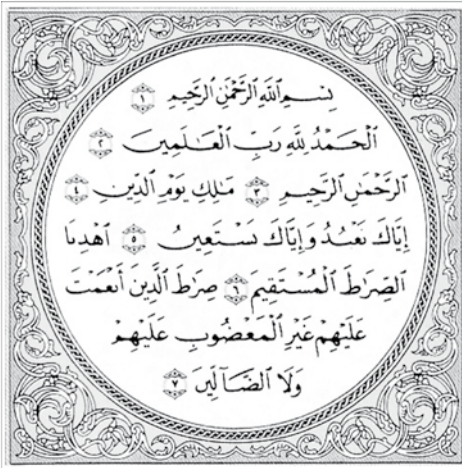 بِسْمِ ٱللَّهِ ٱلرَّحْمَٰنِ ٱلرَّحِيمِ ١
ٱلْحَمْدُ لِلَّهِ رَبِّ ٱلْعَٰلَمِينَ ٢
ٱلرَّحْمَٰنِ ٱلرَّحِيمِ ٣ مَٰلِكِ يَوْمِ ٱلدِّينِ ٤
إِيَّاكَ نَعْبُدُ وَإِيَّاكَ نَسْتَعِينُ ٥ ٱهْدِنَا
ٱلصِّرَٰطَ ٱلْمُسْتَقِيمَ ٦ صِرَٰطَ ٱلَّذِينَ أَنْعَمْتَ
عَلَيْهِمْ غَيْرِ ٱلْمَغْضُوبِ عَلَيْهِمْ
وَلَا ٱلضَّآلِّينَ ٧